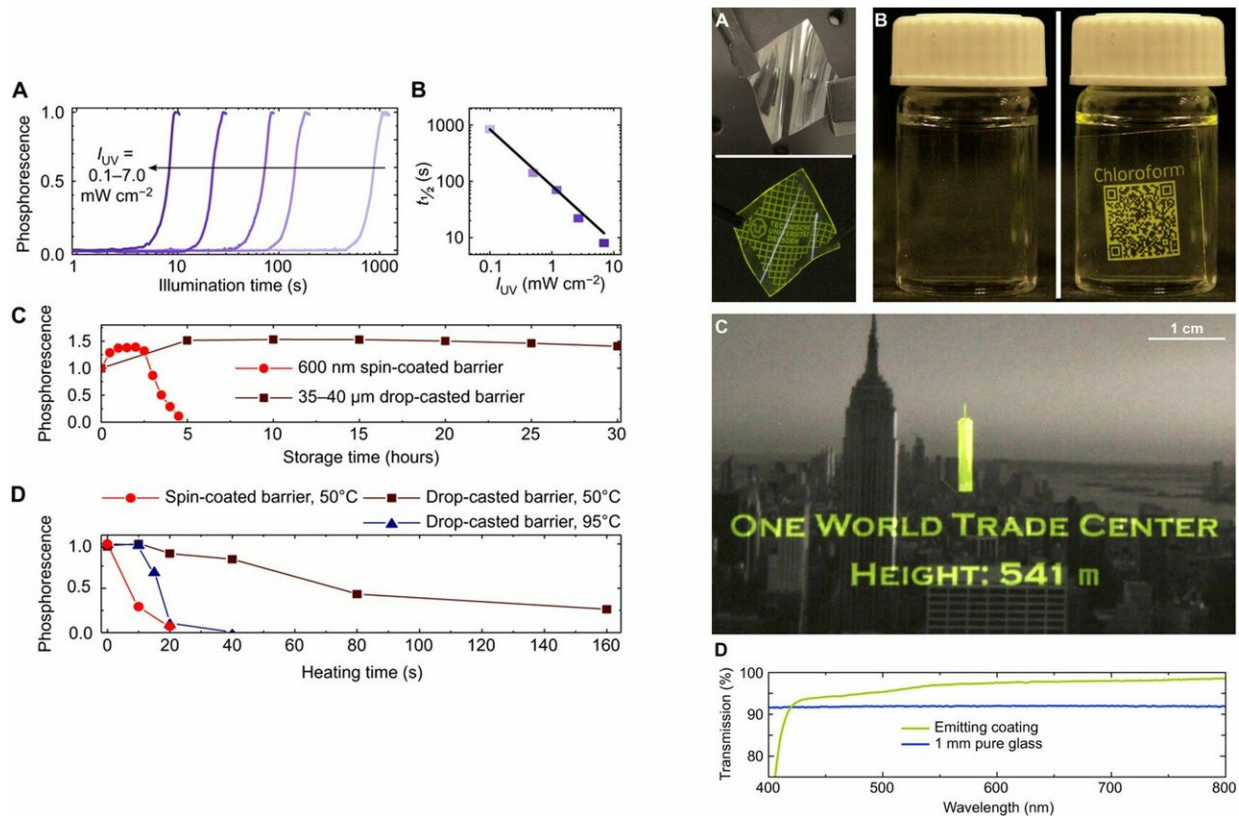 A
Phosphorescence
1.0
0.5
0.0
I UV =
0.1–7.0
mW cm⁻²
1
10
100
1000
Illumination time (s)
B
t½ (s)
1000
100
10
0.1
1
10
I UV (mW cm⁻²)
C
Phosphorescence
1.5
1.0
0.5
0.0
600 nm spin-coated barrier
35–40 µm drop-casted barrier
0 5 10 15 20 25 30
Storage time (hours)
D
Spin-coated barrier, 50°C
Drop-casted barrier, 50°C
Drop-casted barrier, 95°C
Phosphorescence
1.0
0.5
0.0
0 20 40 60 80 100 120 140 160
Heating time (s)
A
TECHNISCHE
B
Chloroform
C
1 cm
ONE WORLD TRADE CENTER
HEIGHT: 541 m
D
Transmission (%)
100
90
80
Emitting coating
1 mm pure glass
400 500 600 700 800
Wavelength (nm)